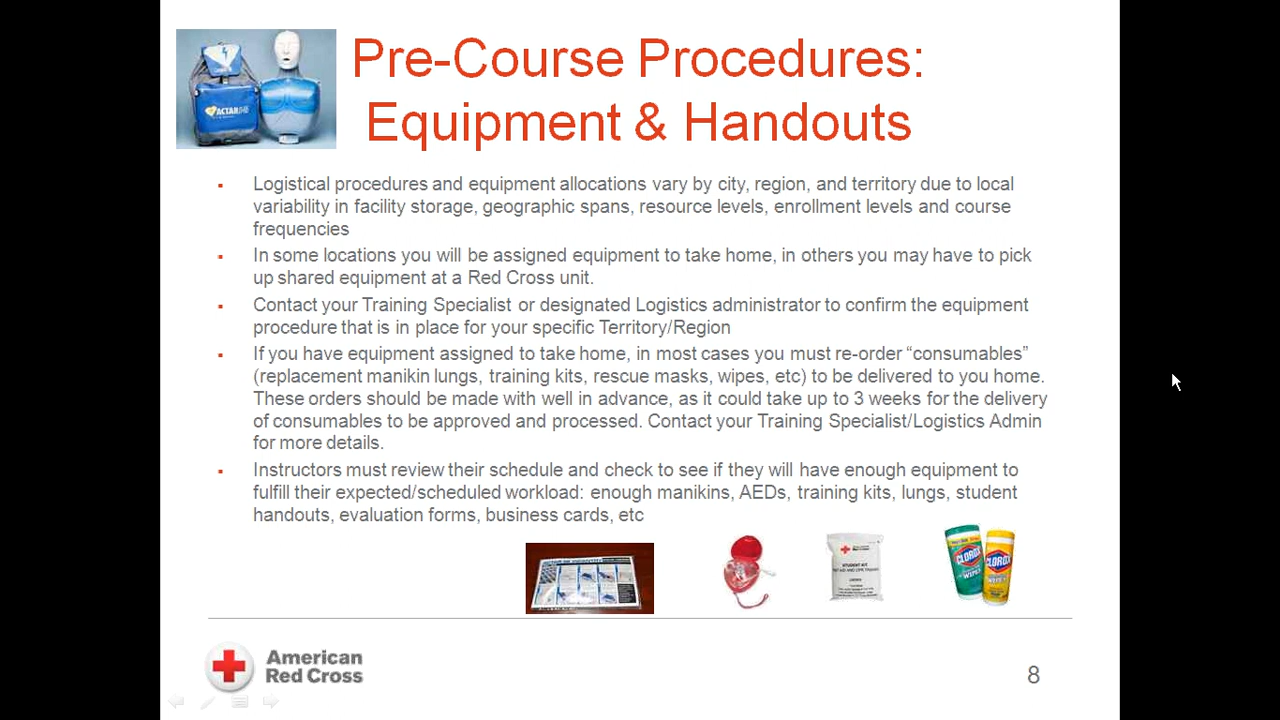 Pre-Course Procedures:
Equipment & Handouts
ACTAR
Logistical procedures and equipment allocations vary by city, region, and territory due to local
variability in facility storage, geographic spans, resource levels, enrollment levels and course
frequencies
In some locations you will be assigned equipment to take home, in others you may have to pick
up shared equipment at a Red Cross unit.
Contact your Training Specialist or designated Logistics administrator to confirm the equipment
procedure that is in place for your specific Territory/Region
If you have equipment assigned to take home, in most cases you must re-order “consumables”
(replacement manikin lungs, training kits, rescue masks, wipes, etc) to be delivered to you home.
These orders should be made with well in advance, as it could take up to 3 weeks for the delivery
of consumables to be approved and processed. Contact your Training Specialist/Logistics Admin
for more details.
Instructors must review their schedule and check to see if they will have enough equipment to
fulfill their expected/scheduled workload: enough manikins, AEDs, training kits, lungs, student
handouts, evaluation forms, business cards, etc
STUDENT KIT
CLOROX
WIPES
CLOROX
WIPES
American
Red Cross
8